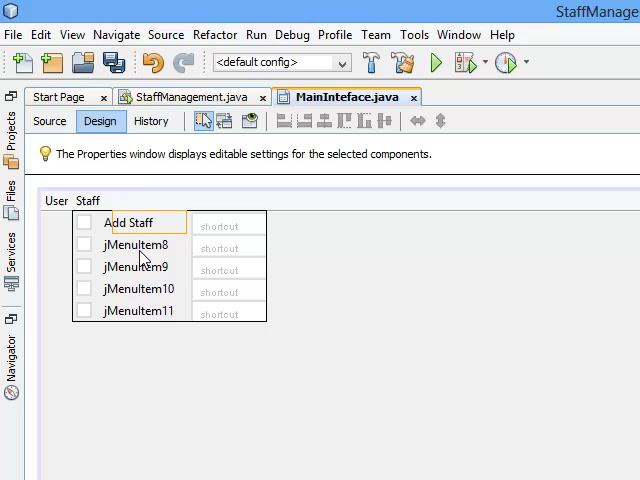 StaffManage
File Edit View Navigate Source Refactor Run Debug Profile Team Tools Window Help
<default config>
Start Page StaffManagement.java MainInteface.java
Source Design History
The Properties window displays editable settings for the selected components.
User Staff
Add Staff shortcut
jMenuItem8 shortcut
jMenuItem9 shortcut
jMenuItem10 shortcut
jMenuItem11 shortcut
Projects
Files
Services
Navigator